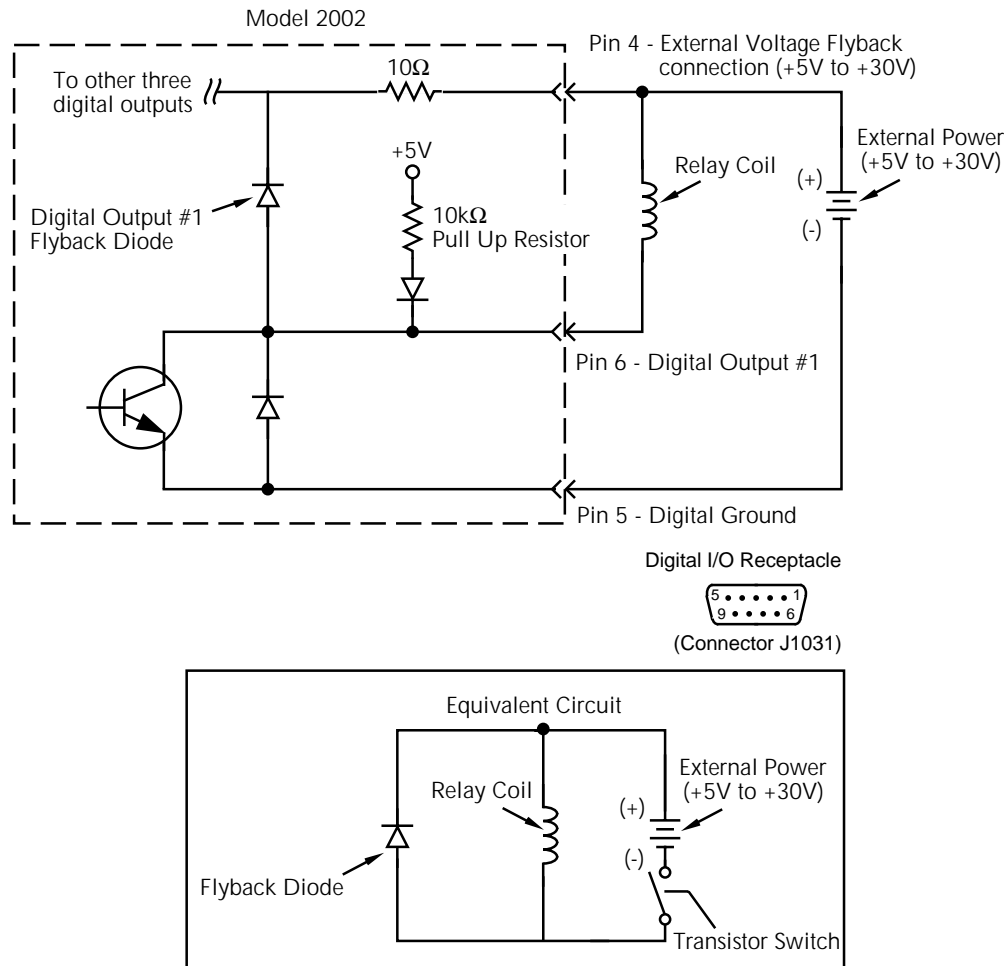 Model 2002
Pin 4 - External Voltage Flyback
connection (+5V to +30V)
To other three
digital outputs
10Ω
+5V
External Power
(+5V to +30V)
Relay Coil
(+)
(-)
Digital Output #1
Flyback Diode
10kΩ
Pull Up Resistor
Pin 6 - Digital Output #1
Pin 5 - Digital Ground
Digital I/O Receptacle
5 1
9 6
(Connector J1031)
Equivalent Circuit
Relay Coil
External Power
(+5V to +30V)
(+)
(-)
Flyback Diode
Transistor Switch